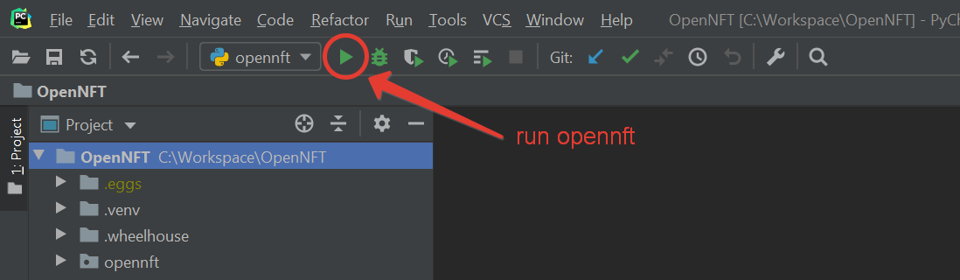 PC File Edit View Navigate Code Refactor Run Tools VCS Window Help OpenNFT [C:\Workspace\OpenNFT] - PyCh
opennft Git:
OpenNFT
1: Project
Project
OpenNFT C:\Workspace\OpenNFT
.eggs
.venv
.wheelhouse
opennft
run opennft